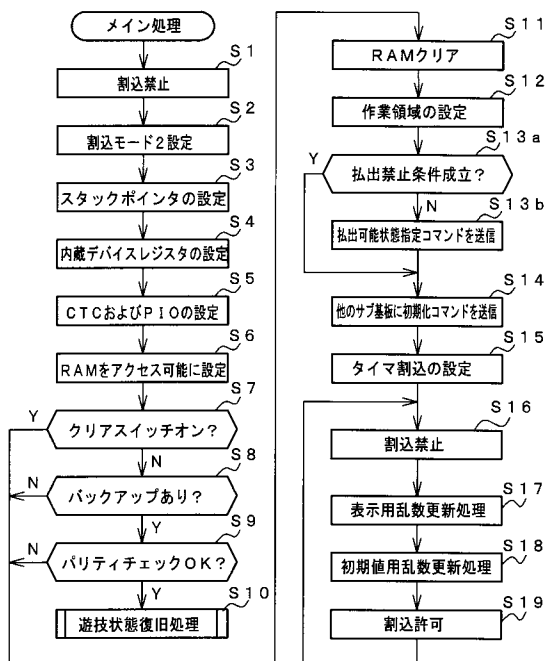 メイン処理
S1
割込禁止
S2
割込モード2設定
S3
スタックポインタの設定
S4
内蔵デバイスレジスタの設定
S5
CTCおよびPIOの設定
S6
RAMをアクセス可能に設定
S7
Y
クリアスイッチオン?
N
S8
N
バックアップあり?
Y
S9
N
パリティチェックOK?
Y
S10
遊技状態復旧処理
S11
RAMクリア
S12
作業領域の設定
S13a
Y
払出禁止条件成立?
N
S13b
払出可能状態指定コマンドを送信
S14
他のサブ基板に初期化コマンドを送信
S15
タイマ割込の設定
S16
割込禁止
S17
表示用乱数更新処理
S18
初期値用乱数更新処理
S19
割込許可